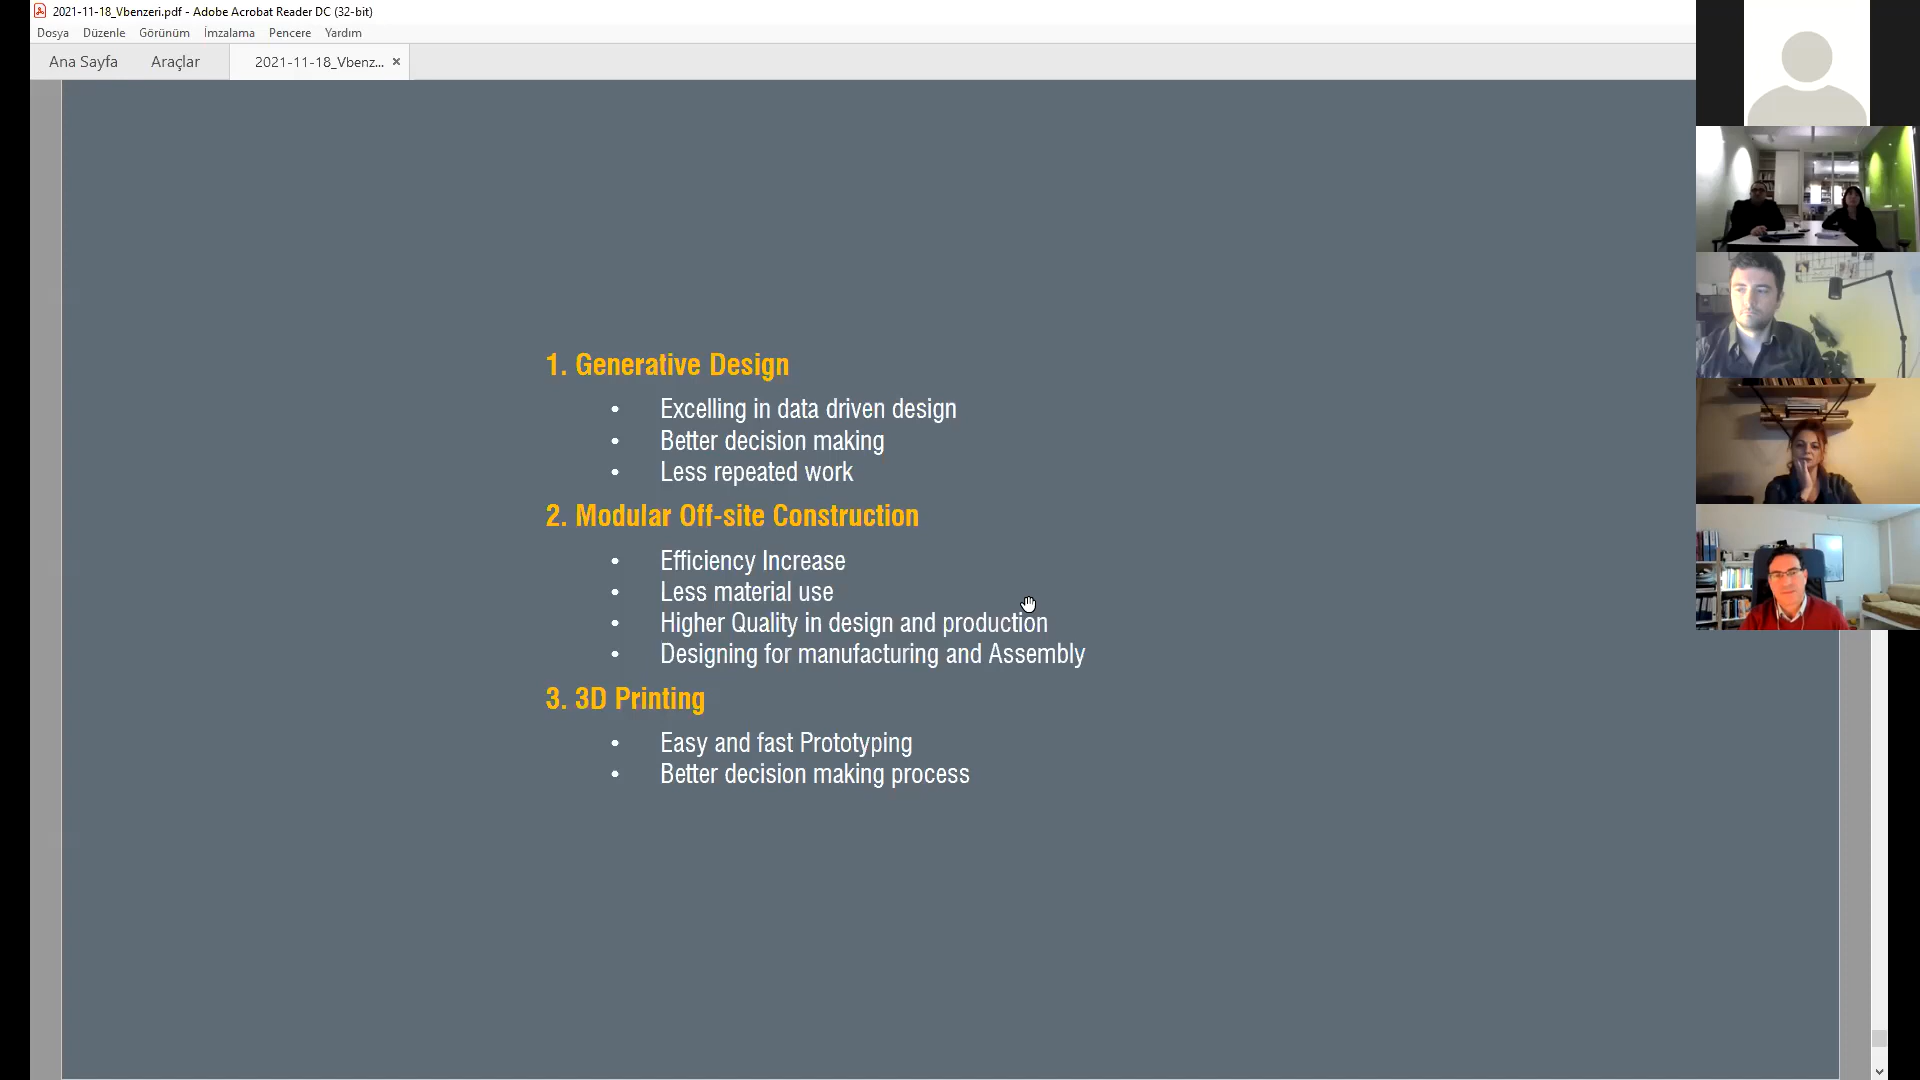 2021-11-18_Vbenzeri.pdf - Adobe Acrobat Reader DC (32-bit)
Dosya Düzenle Görünüm İmzalama Pencere Yardım
Ana Sayfa Araçlar 2021-11-18_Vbenz... ×
1. Generative Design
• Excelling in data driven design
• Better decision making
• Less repeated work
2. Modular Off-site Construction
• Efficiency Increase
• Less material use
• Higher Quality in design and production
• Designing for manufacturing and Assembly
3. 3D Printing
• Easy and fast Prototyping
• Better decision making process